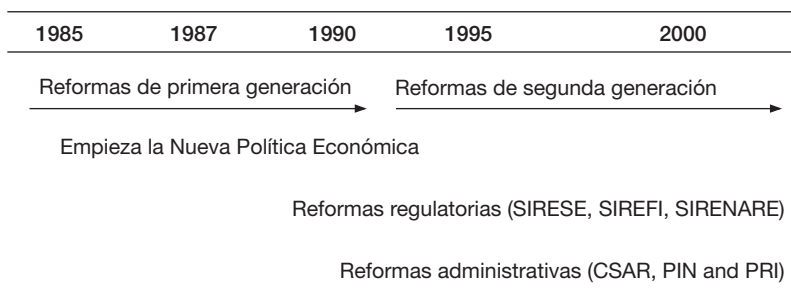 1985 1987 1990 1995 2000
Reformas de primera generación Reformas de segunda generación
Empieza la Nueva Política Económica
Reformas regulatorias (SIRESE, SIREFI, SIRENARE)
Reformas administrativas (CSAR, PIN and PRI)